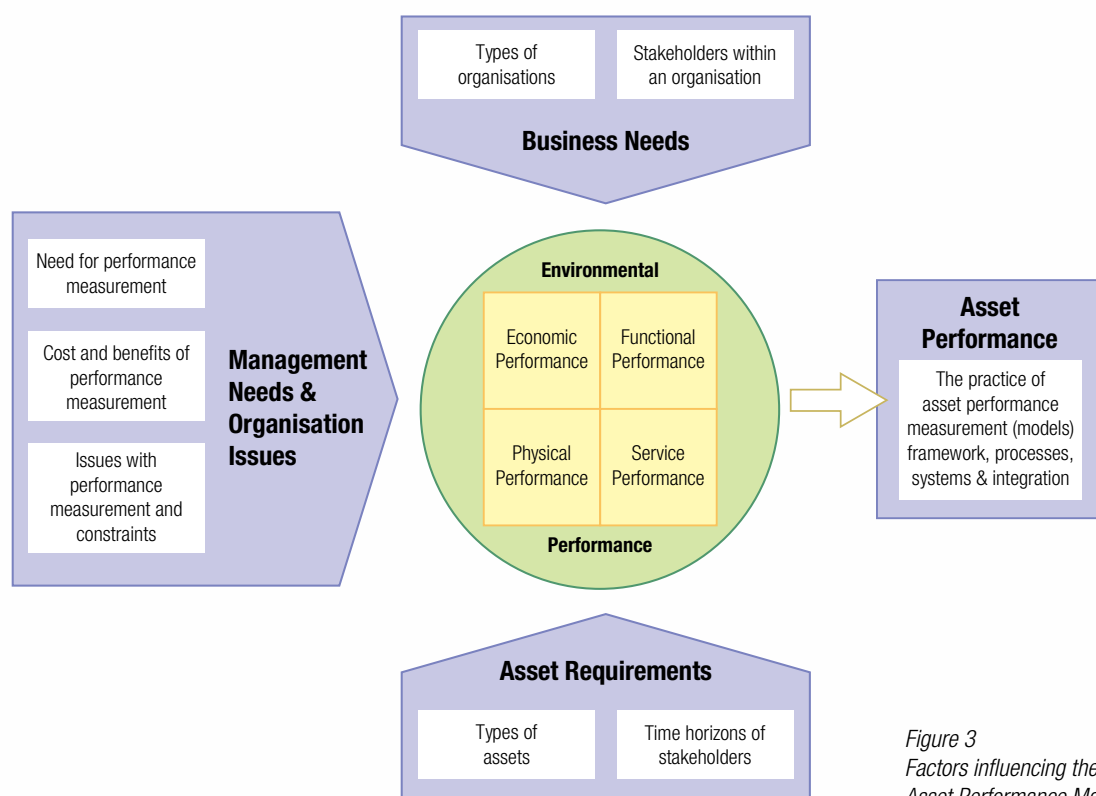 Types of
organisations
Stakeholders within
an organisation
Business Needs
Need for performance
measurement
Cost and benefits of
performance
measurement
Issues with
performance
measurement and
constraints
Management
Needs &
Organisation
Issues
Environmental
Economic
Performance
Functional
Performance
Physical
Performance
Service
Performance
Performance
Asset
Performance
The practice of
asset performance
measurement (models)
framework, processes,
systems & integration
Asset Requirements
Types of
assets
Time horizons of
stakeholders
Figure 3
Factors influencing the
Asset Performance